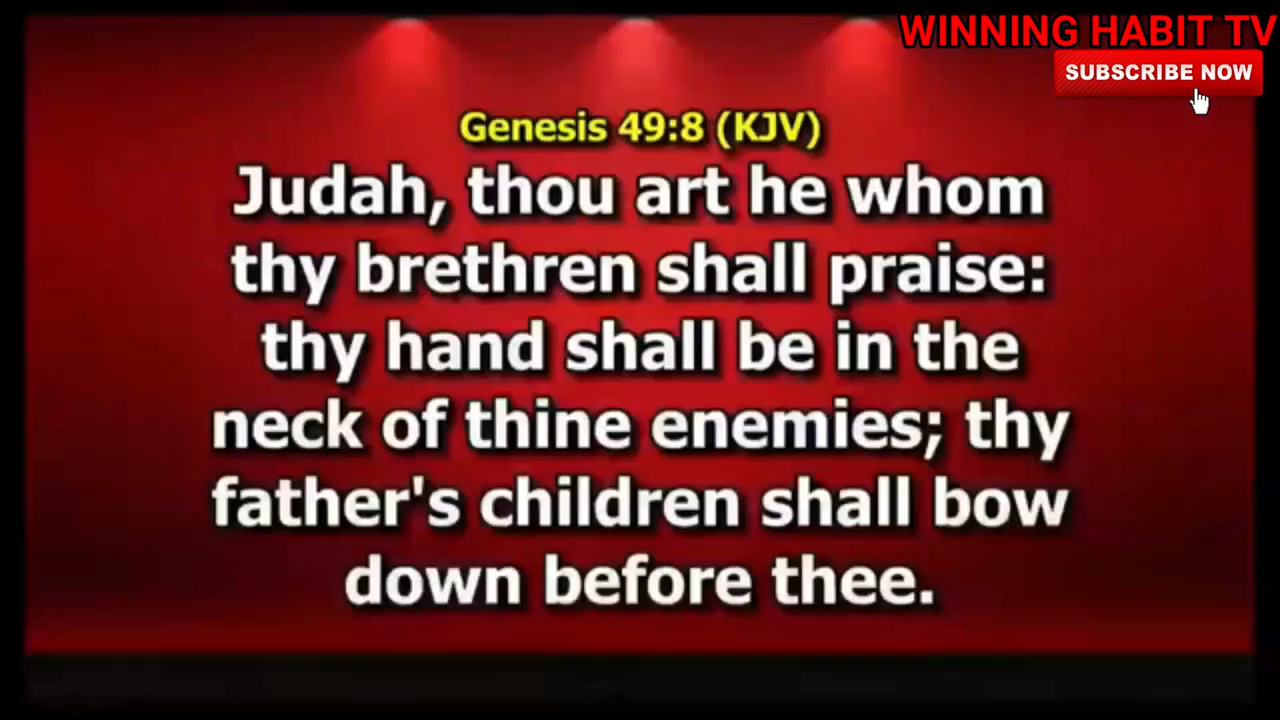 WINNING HABIT TV
SUBSCRIBE NOW
Genesis 49:8 (KJV)
Judah, thou art he whom
thy brethren shall praise:
thy hand shall be in the
neck of thine enemies; thy
father's children shall bow
down before thee.